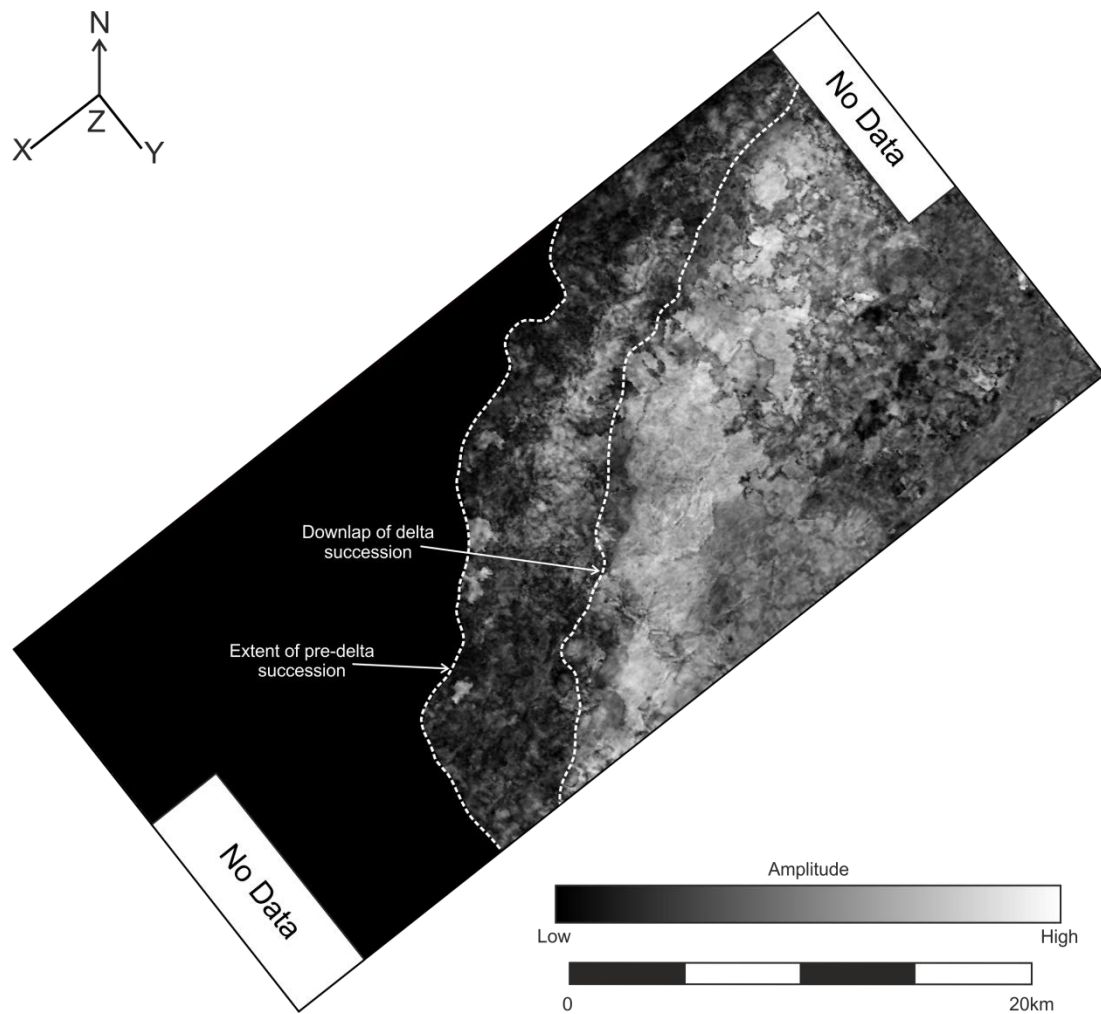 N
Z
X
Y
No Data
Downlap of delta
succession
Extent of pre-delta
succession
No Data
Amplitude
Low
High
0
20km